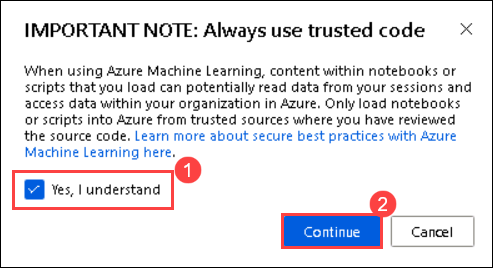 IMPORTANT NOTE: Always use trusted code
When using Azure Machine Learning, content within notebooks or
scripts that you load can potentially read data from your sessions and
access data within your organization in Azure. Only load notebooks
or scripts into Azure from trusted sources where you have reviewed
the source code. Learn more about secure best practices with Azure
Machine Learning here.
1
Yes, I understand
2
Continue
Cancel